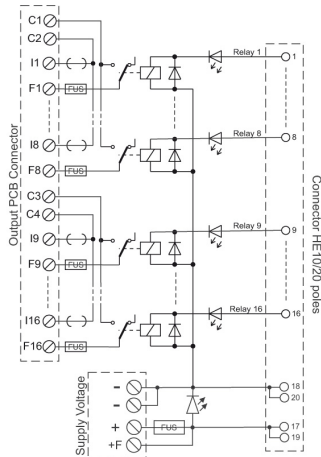 C1
C2
I1
F1
FUS
Relay 1
1
I8
F8
FUS
Relay 8
8
C3
C4
I9
F9
FUS
Relay 9
9
I16
F16
FUS
Relay 16
16
Output PCB Connector
Connector HE10/20 poles
Supply Voltage
-
-
+
+F
FUS
18
20
17
19